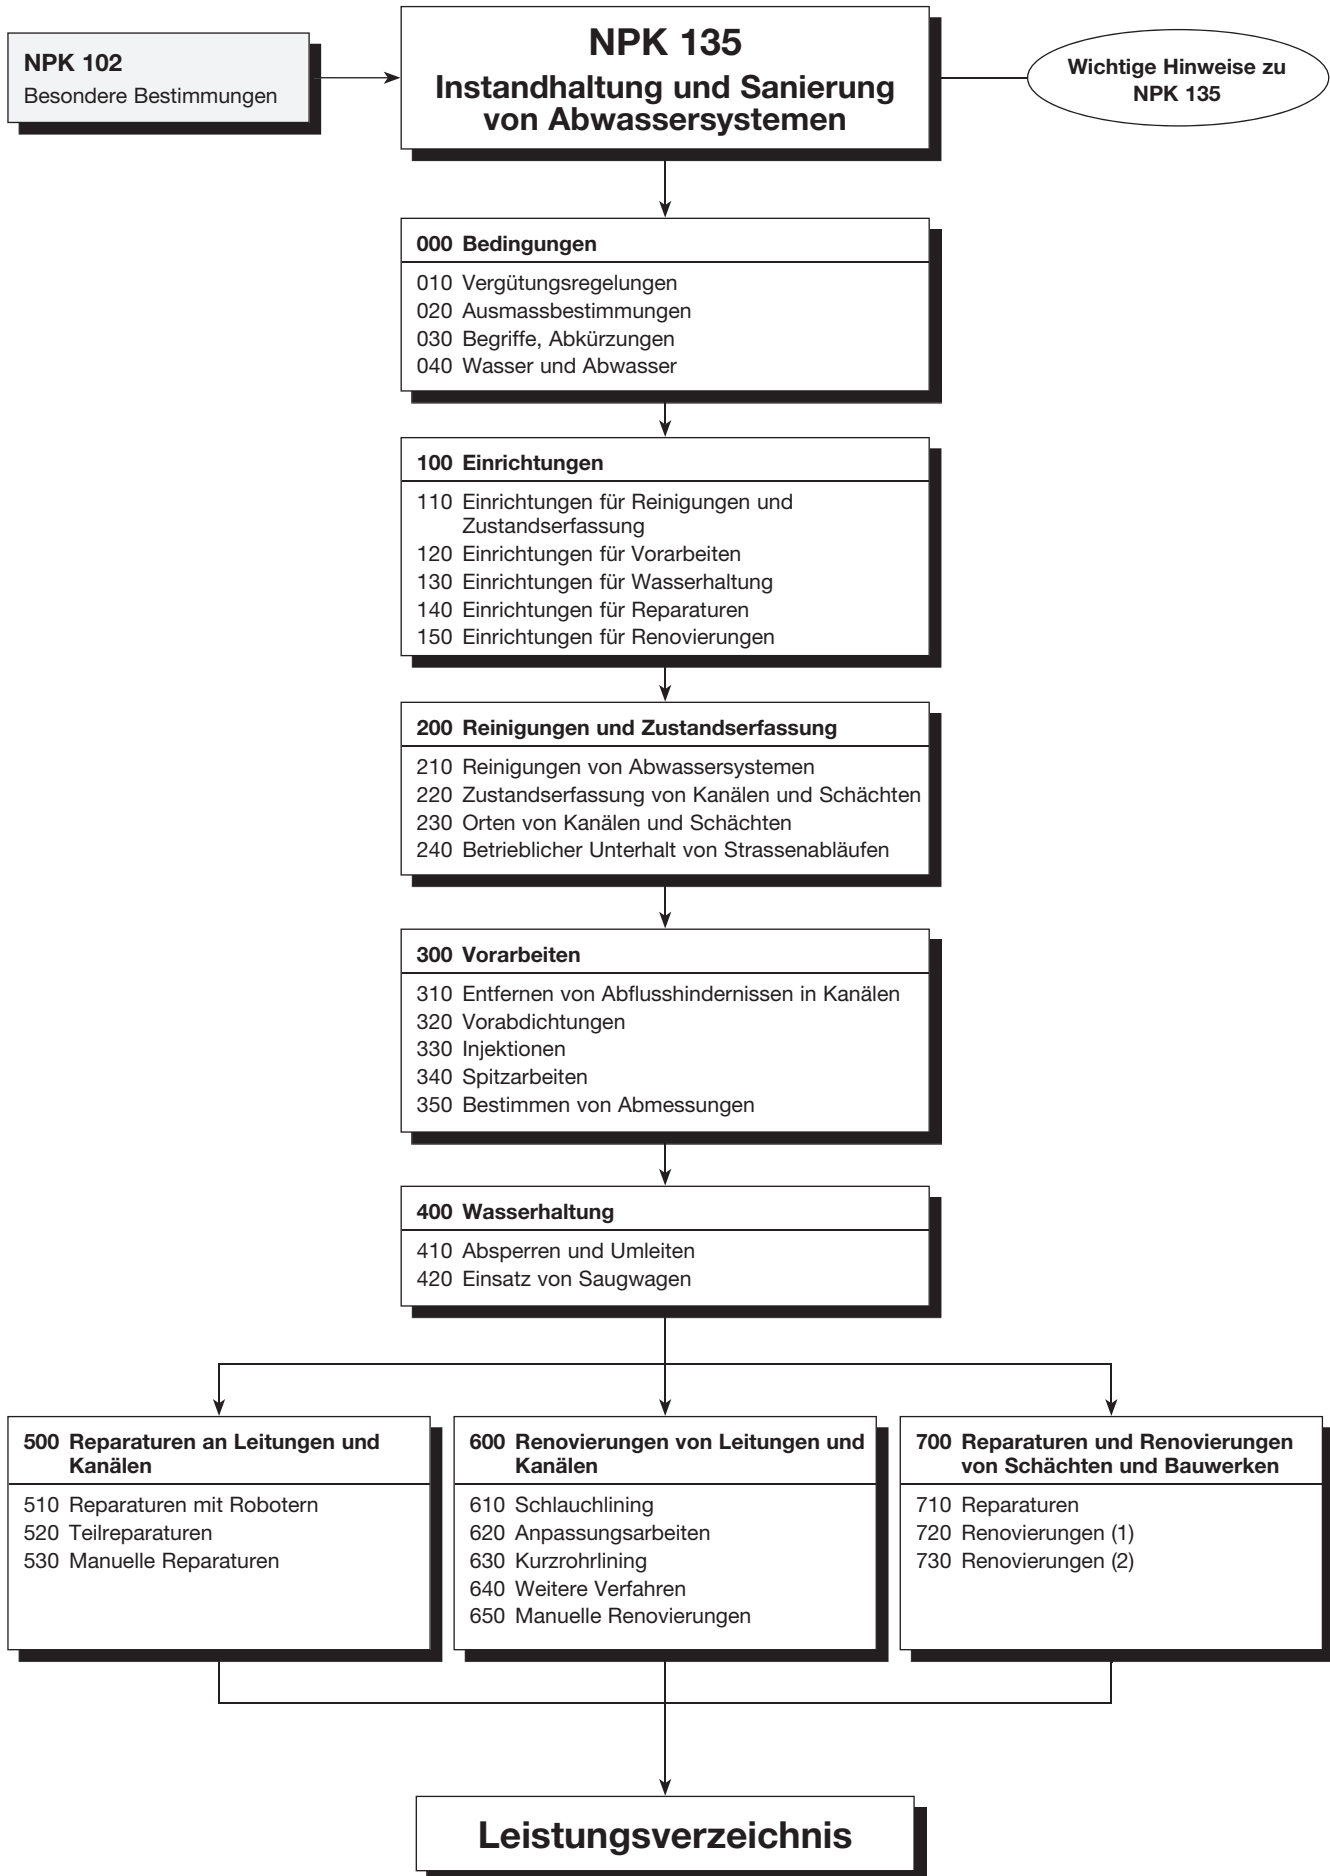 NPK 102
Besondere Bestimmungen
NPK 135
Instandhaltung und Sanierung
von Abwassersystemen
Wichtige Hinweise zu
NPK 135
000 Bedingungen
010 Vergütungsregelungen
020 Ausmassbestimmungen
030 Begriffe, Abkürzungen
040 Wasser und Abwasser
100 Einrichtungen
110 Einrichtungen für Reinigungen und
Zustandserfassung
120 Einrichtungen für Vorarbeiten
130 Einrichtungen für Wasserhaltung
140 Einrichtungen für Reparaturen
150 Einrichtungen für Renovierungen
200 Reinigungen und Zustandserfassung
210 Reinigungen von Abwassersystemen
220 Zustandserfassung von Kanälen und Schächten
230 Orten von Kanälen und Schächten
240 Betrieblicher Unterhalt von Strassenabläufen
300 Vorarbeiten
310 Entfernen von Abflusshindernissen in Kanälen
320 Vorabdichtungen
330 Injektionen
340 Spitzarbeiten
350 Bestimmen von Abmessungen
400 Wasserhaltung
410 Absperren und Umleiten
420 Einsatz von Saugwagen
500 Reparaturen an Leitungen und
Kanälen
510 Reparaturen mit Robotern
520 Teilreparaturen
530 Manuelle Reparaturen
600 Renovierungen von Leitungen und
Kanälen
610 Schlauchlining
620 Anpassungsarbeiten
630 Kurzrohrlining
640 Weitere Verfahren
650 Manuelle Renovierungen
700 Reparaturen und Renovierungen
von Schächten und Bauwerken
710 Reparaturen
720 Renovierungen (1)
730 Renovierungen (2)
Leistungsverzeichnis